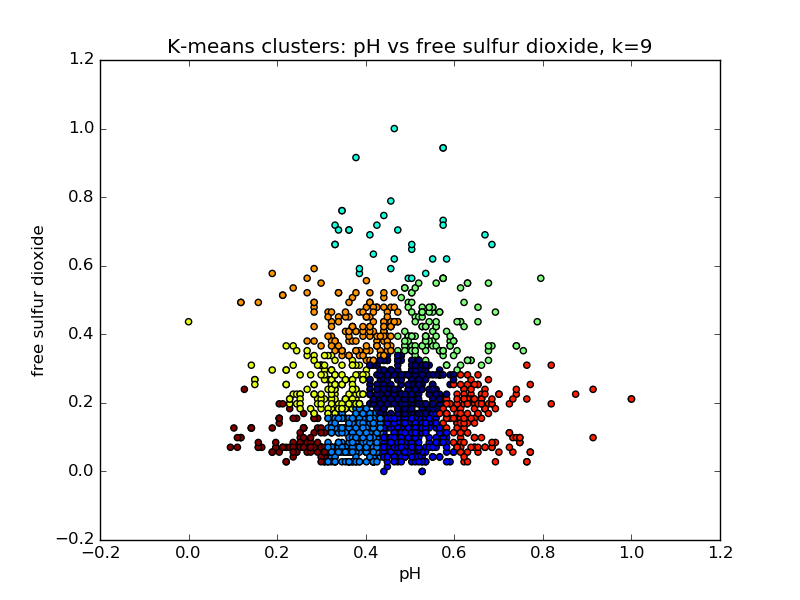 K-means clusters: pH vs free sulfur dioxide, k=9
1.2
1.0
0.8
0.6
0.4
0.2
0.0
−0.2
free sulfur dioxide
−0.2 0.0 0.2 0.4 0.6 0.8 1.0 1.2
pH